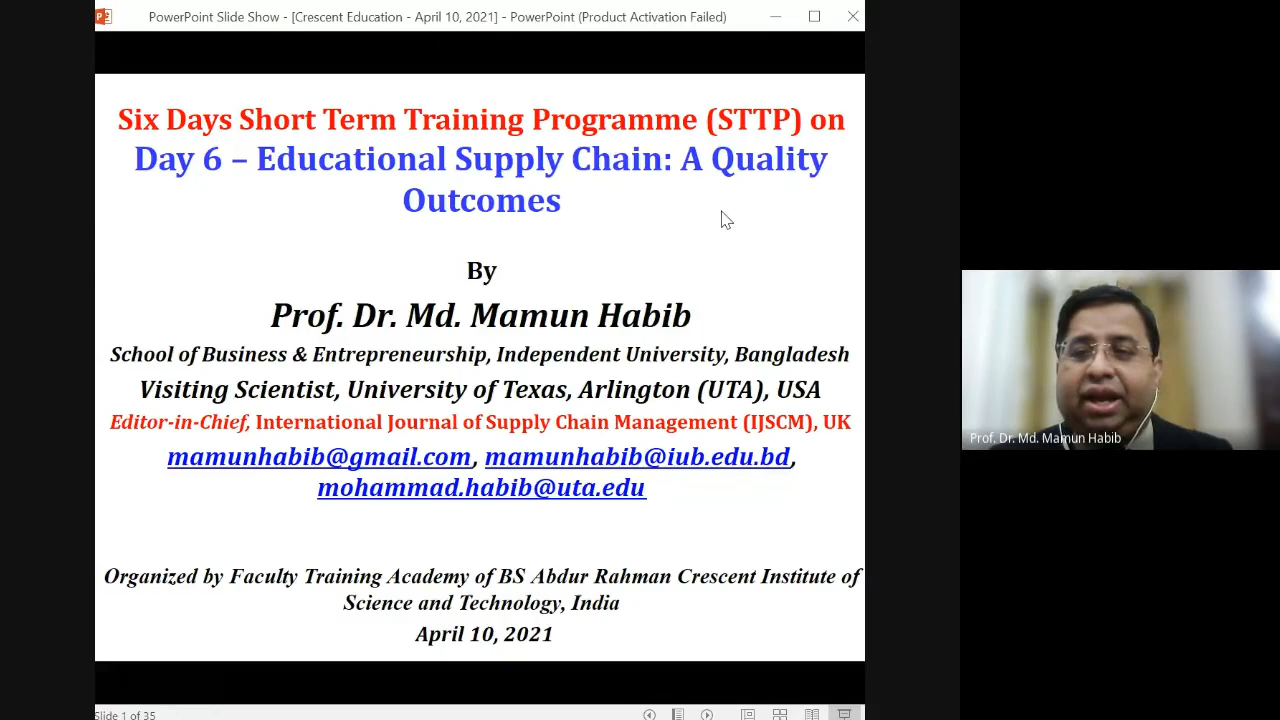 PowerPoint Slide Show - [Crescent Education - April 10, 2021] - PowerPoint (Product Activation Failed)
Six Days Short Term Training Programme (STTP) on
Day 6 – Educational Supply Chain: A Quality
Outcomes
By
Prof. Dr. Md. Mamun Habib
School of Business & Entrepreneurship, Independent University, Bangladesh
Visiting Scientist, University of Texas, Arlington (UTA), USA
Editor-in-Chief, International Journal of Supply Chain Management (IJSCM), UK
mamunhabib@gmail.com, mamunhabib@iub.edu.bd,
mohammad.habib@uta.edu
Prof. Dr. Md. Mamun Habib
Organized by Faculty Training Academy of BS Abdur Rahman Crescent Institute of
Science and Technology, India
April 10, 2021
Slide 1 of 35